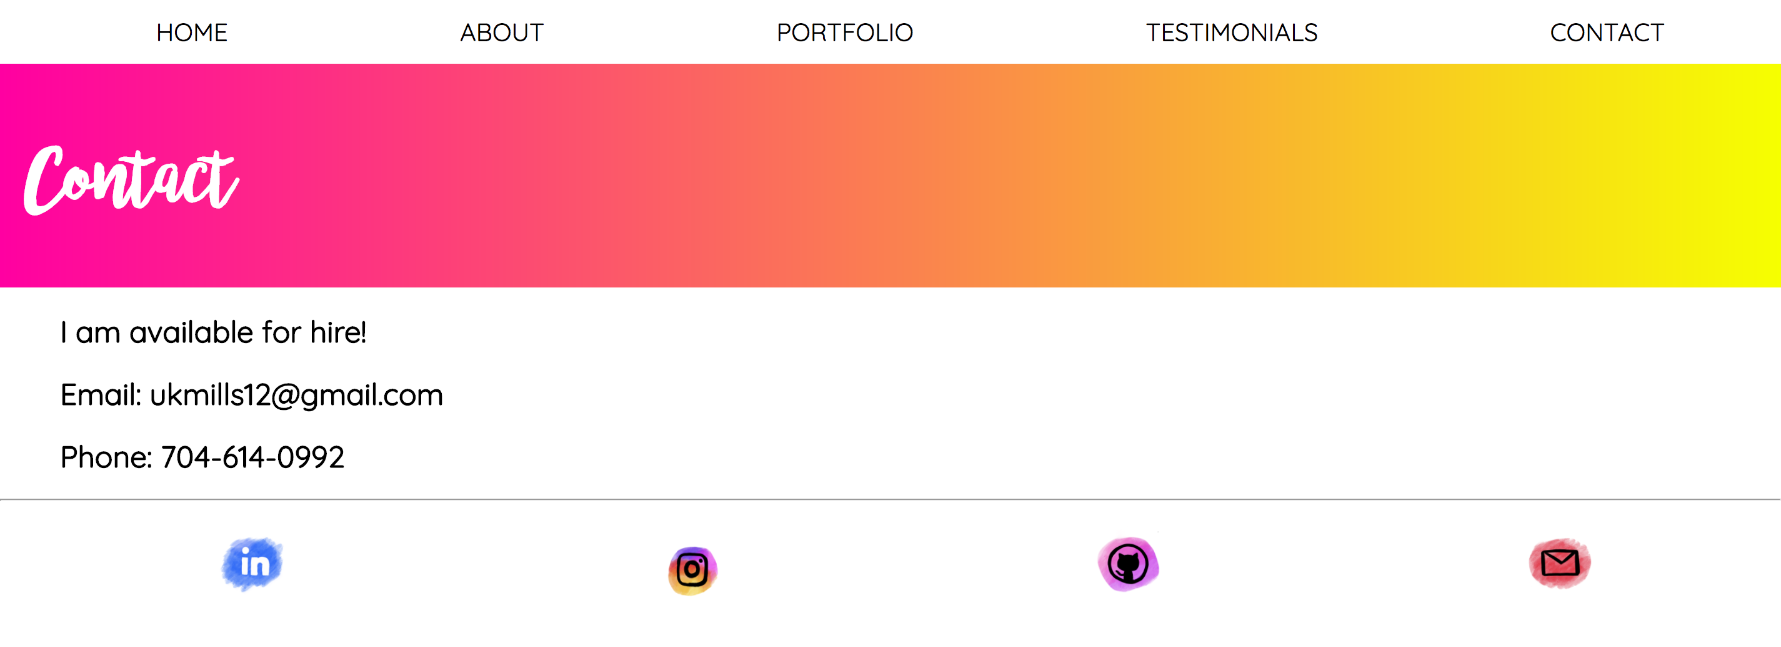 HOME ABOUT PORTFOLIO TESTIMONIALS CONTACT
Contact
I am available for hire!
Email: ukmills12@gmail.com
Phone: 704-614-0992
in